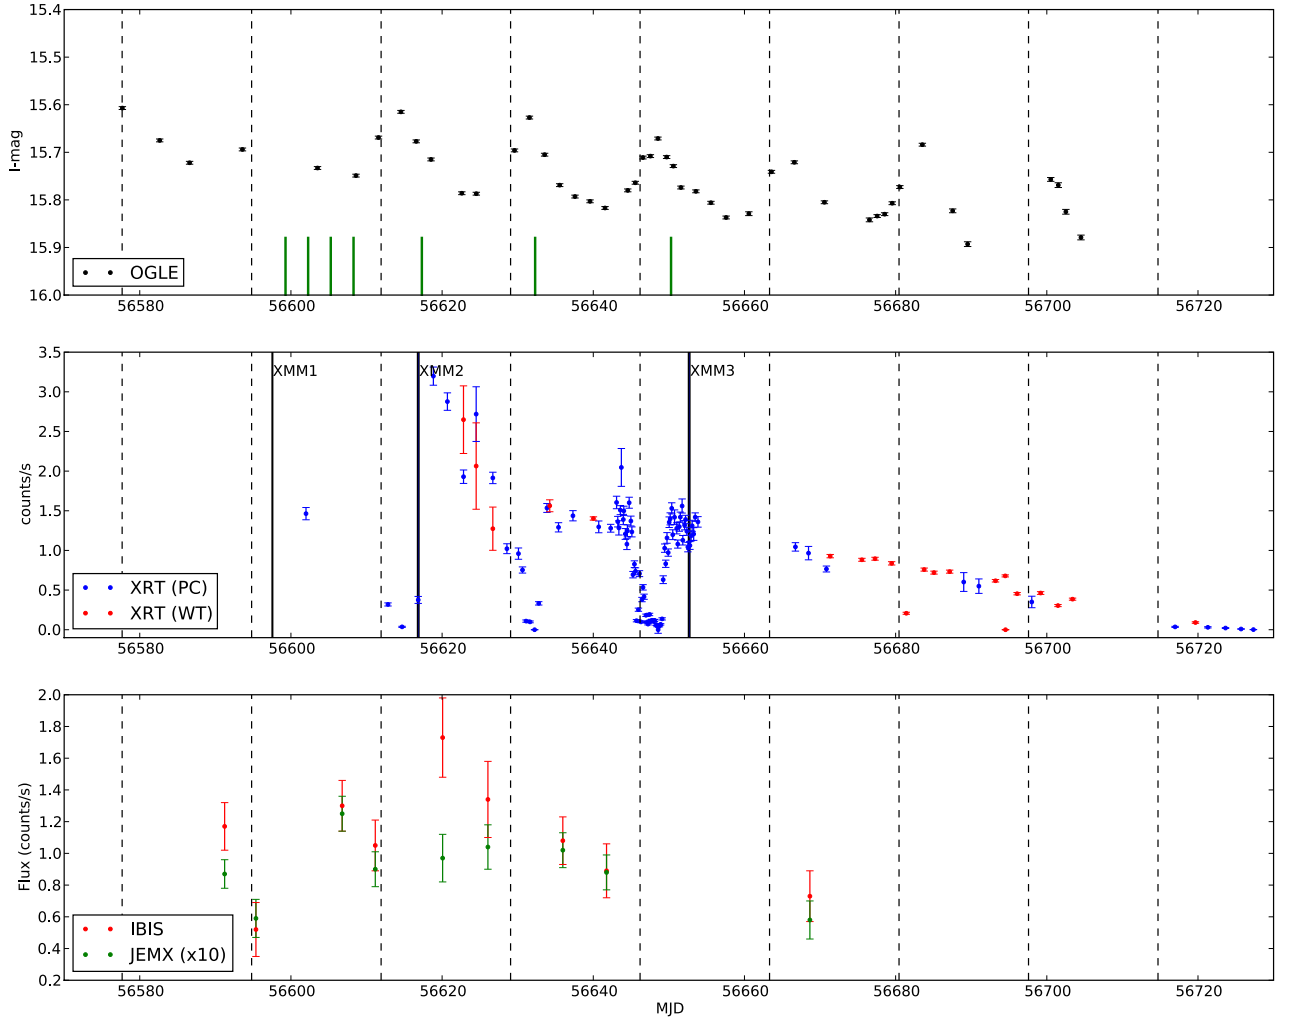 15.4
15.5
15.6
15.7
15.8
15.9
16.0
I-mag
OGLE
56580 56600 56620 56640 56660 56680 56700 56720
3.5
3.0
2.5
2.0
1.5
1.0
0.5
0.0
counts/s
XMM1 XMM2 XMM3
XRT (PC)
XRT (WT)
56580 56600 56620 56640 56660 56680 56700 56720
2.0
1.8
1.6
1.4
1.2
1.0
0.8
0.6
0.4
0.2
Flux (counts/s)
IBIS
JEMX (x10)
56580 56600 56620 56640 56660 56680 56700 56720
MJD